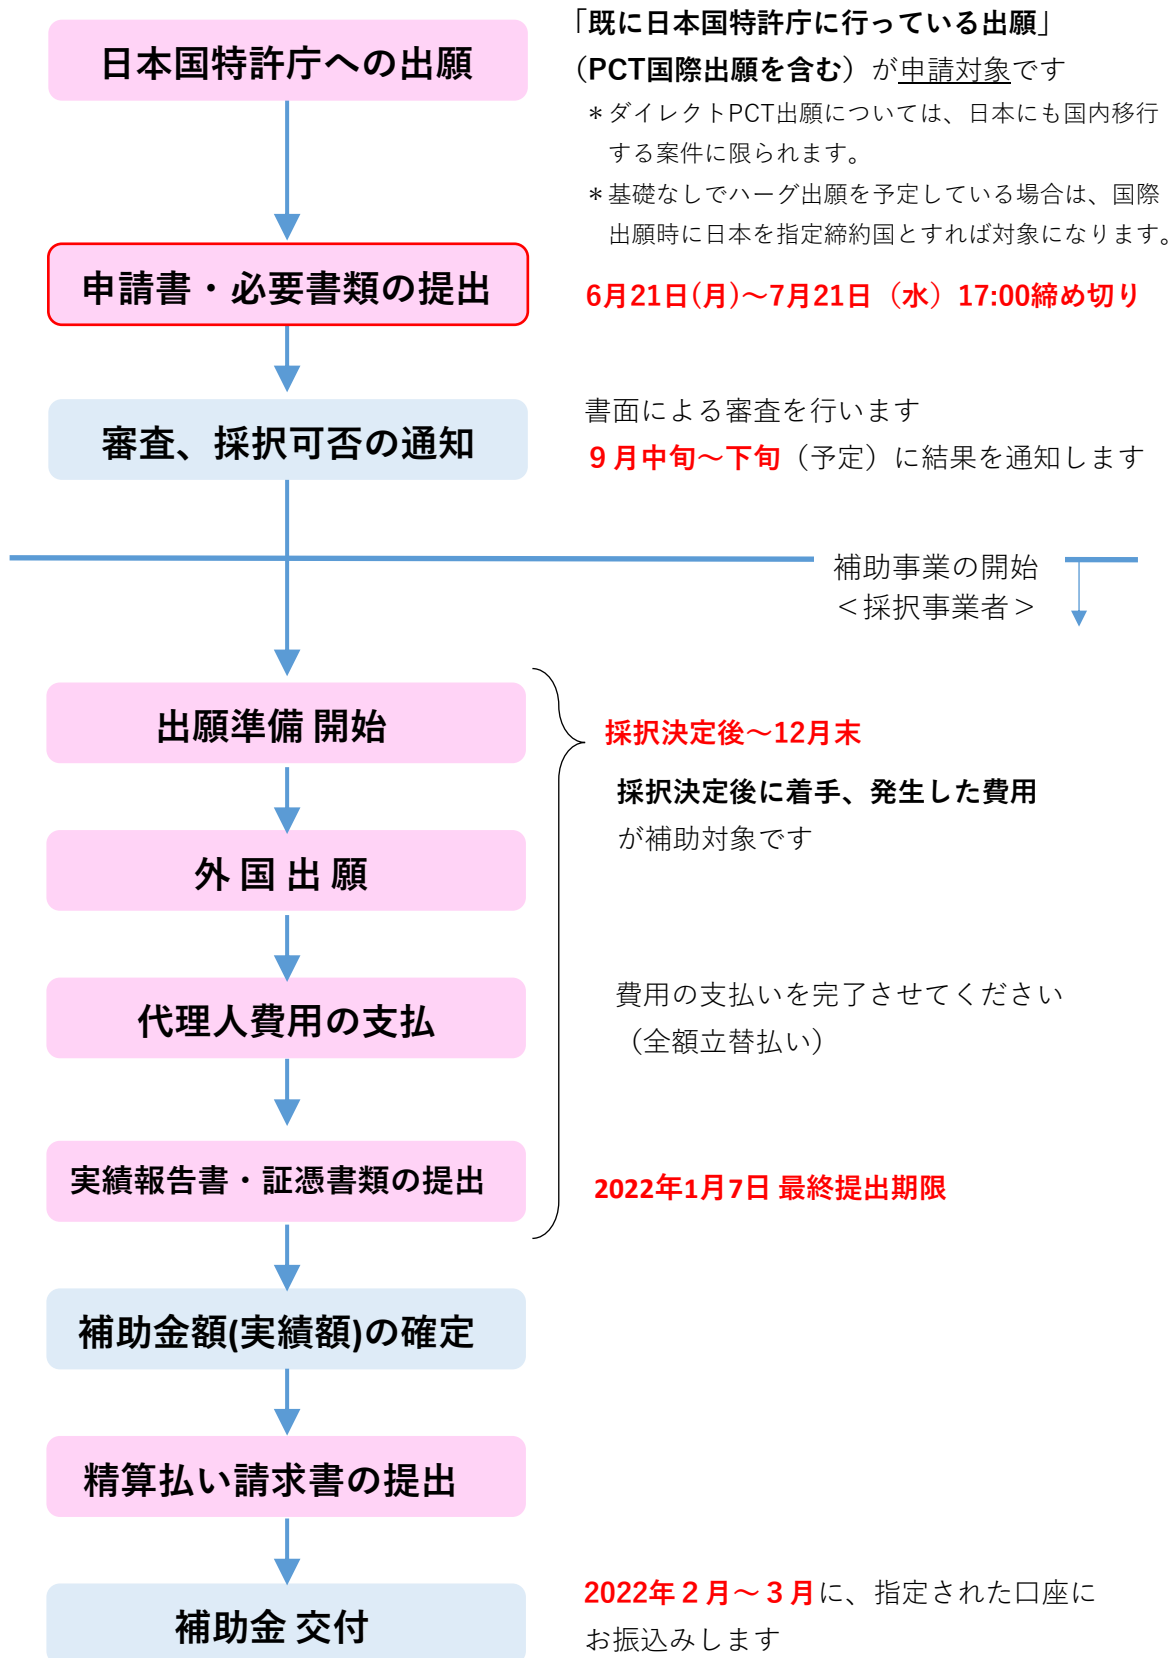 日本国特許庁への出願
「既に日本国特許庁に行っている出願」
（PCT国際出願を含む）が申請対象です
＊ダイレクトPCT出願については、日本にも国内移行
する案件に限られます。
＊基礎なしでハーグ出願を予定している場合は、国際
出願時に日本を指定締約国とすれば対象になります。
申請書・必要書類の提出
6月21日(月)～7月21日（水）17:00締め切り
審査、採択可否の通知
書面による審査を行います
９月中旬～下旬（予定）に結果を通知します
補助事業の開始
＜採択事業者＞
出願準備 開始
採択決定後～12月末
採択決定後に着手、発生した費用
が補助対象です
外 国 出 願
代理人費用の支払
費用の支払いを完了させてください
（全額立替払い）
実績報告書・証憑書類の提出
2022年1月7日 最終提出期限
補助金額(実績額)の確定
精算払い請求書の提出
補助金 交付
2022年２月～３月に、指定された口座に
お振込みします